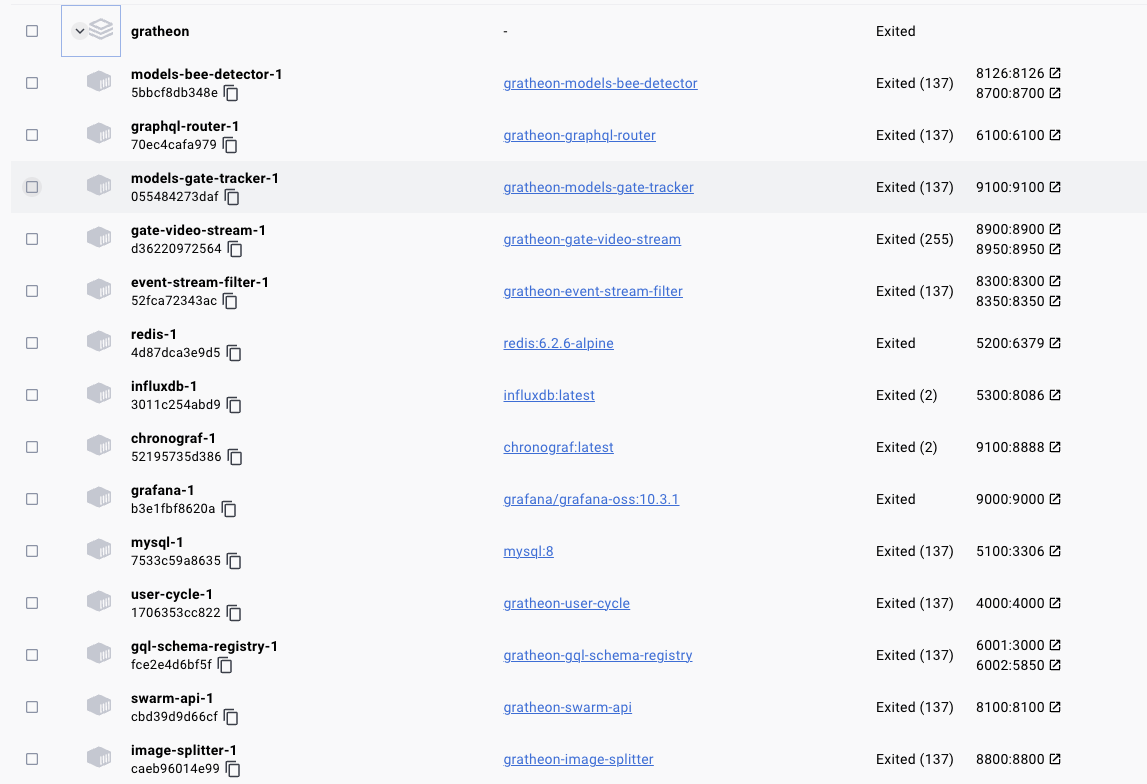 gratheon - Exited
models-bee-detector-1 8126:8126
5bbcf8db348e gratheon-models-bee-detector Exited (137) 8700:8700
graphql-router-1
70ec4cafa979 gratheon-graphql-router Exited (137) 6100:6100
models-gate-tracker-1
055484273daf gratheon-models-gate-tracker Exited (137) 9100:9100
gate-video-stream-1 8900:8900
d36220972564 gratheon-gate-video-stream Exited (255) 8950:8950
event-stream-filter-1 8300:8300
52fca72343ac gratheon-event-stream-filter Exited (137) 8350:8350
redis-1
4d87dca3e9d5 redis:6.2.6-alpine Exited 5200:6379
influxdb-1
3011c254abd9 influxdb:latest Exited (2) 5300:8086
chronograf-1
52195735d386 chronograf:latest Exited (2) 9100:8888
grafana-1
b3e1fbf8620a grafana/grafana-oss:10.3.1 Exited 9000:9000
mysql-1
7533c59a8635 mysql:8 Exited (137) 5100:3306
user-cycle-1
1706353cc822 gratheon-user-cycle Exited (137) 4000:4000
gql-schema-registry-1 6001:3000
fce2e4d6bf5f gratheon-gql-schema-registry Exited (137) 6002:5850
swarm-api-1
cbd39d9d66cf gratheon-swarm-api Exited (137) 8100:8100
image-splitter-1
caeb96014e99 gratheon-image-splitter Exited (137) 8800:8800